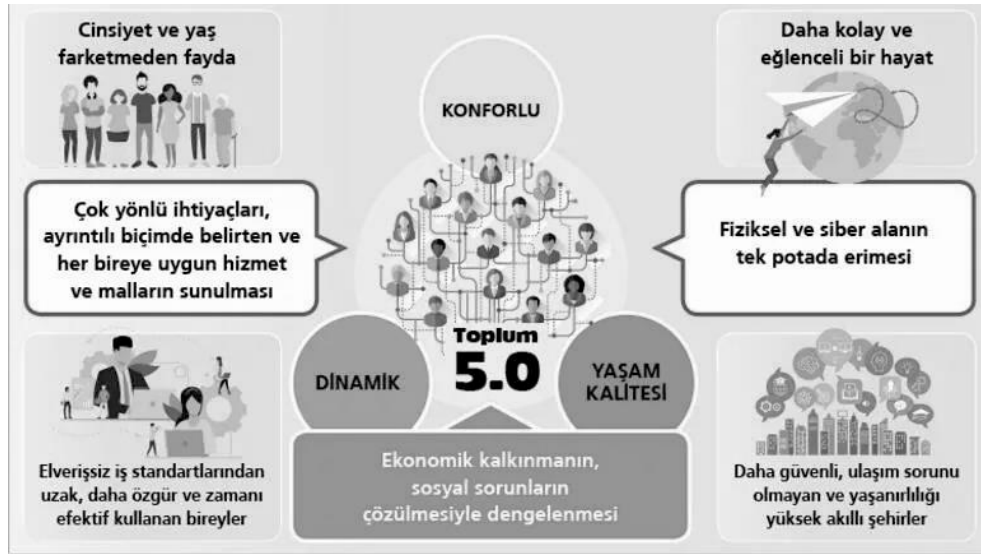 Cinsiyet ve yaş
farketmeden fayda
KONFORLU
Daha kolay ve
eğlenceli bir hayat
Çok yönlü ihtiyaçları,
ayrıntılı biçimde belirten ve
her bireye uygun hizmet
ve malların sunulması
Fiziksel ve siber alanın
tek potada erimesi
Toplum
5.0
DİNAMİK
YAŞAM
KALİTESİ
Elverişsiz iş standartlarından
uzak, daha özgür ve zamanı
efektif kullanan bireyler
Ekonomik kalkınmanın,
sosyal sorunların
çözülmesiyle dengelenmesi
Daha güvenli, ulaşım sorunu
olmayan ve yaşanırlılığı
yüksek akıllı şehirler